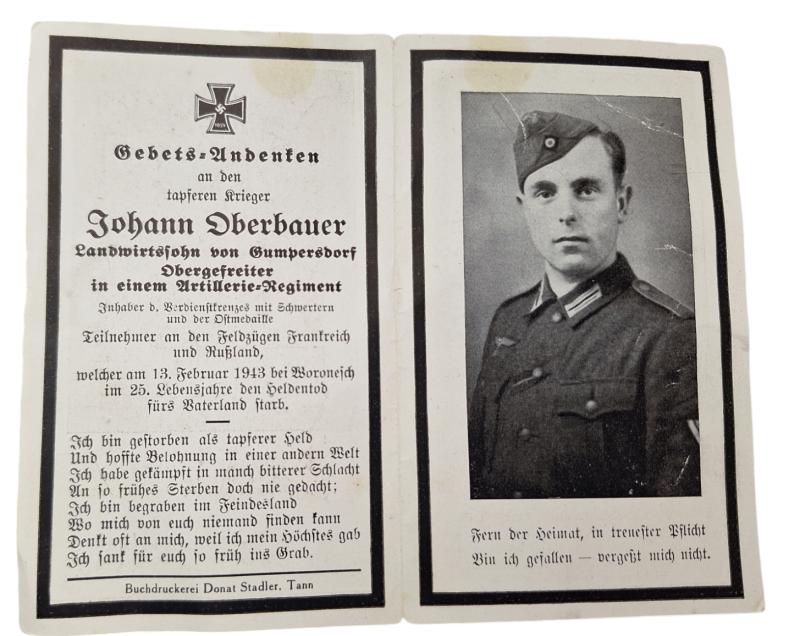 1939
Gebets-Andenken
an den
tapferen Krieger
Johann Oberbauer
Landwirtssohn von Gumpersdorf
Obergefreiter
in einem Artillerie-Regiment
Inhaber d. Verdienstkreuzes mit Schwertern
und der Ostmedaille
Teilnehmer an den Feldzügen Frankreich
und Rußland,
welcher am 13. Februar 1943 bei Woronesch
im 25. Lebensjahre den Heldentod
fürs Vaterland starb.
Ich bin gestorben als tapferer Held
Und hoffte Belohnung in einer andern Welt
Ich habe gekämpft in manch bitterer Schlacht
An so frühes Sterben doch nie gedacht;
Ich bin begraben im Feindesland
Wo mich von euch niemand finden kann
Denkt oft an mich, weil ich mein Höchstes gab
Ich sank für euch so früh ins Grab.
Buchdruckerei Donat Stadler, Tann
Fern der Heimat, in treuester Pflicht
Bin ich gefallen — vergeßt mich nicht.